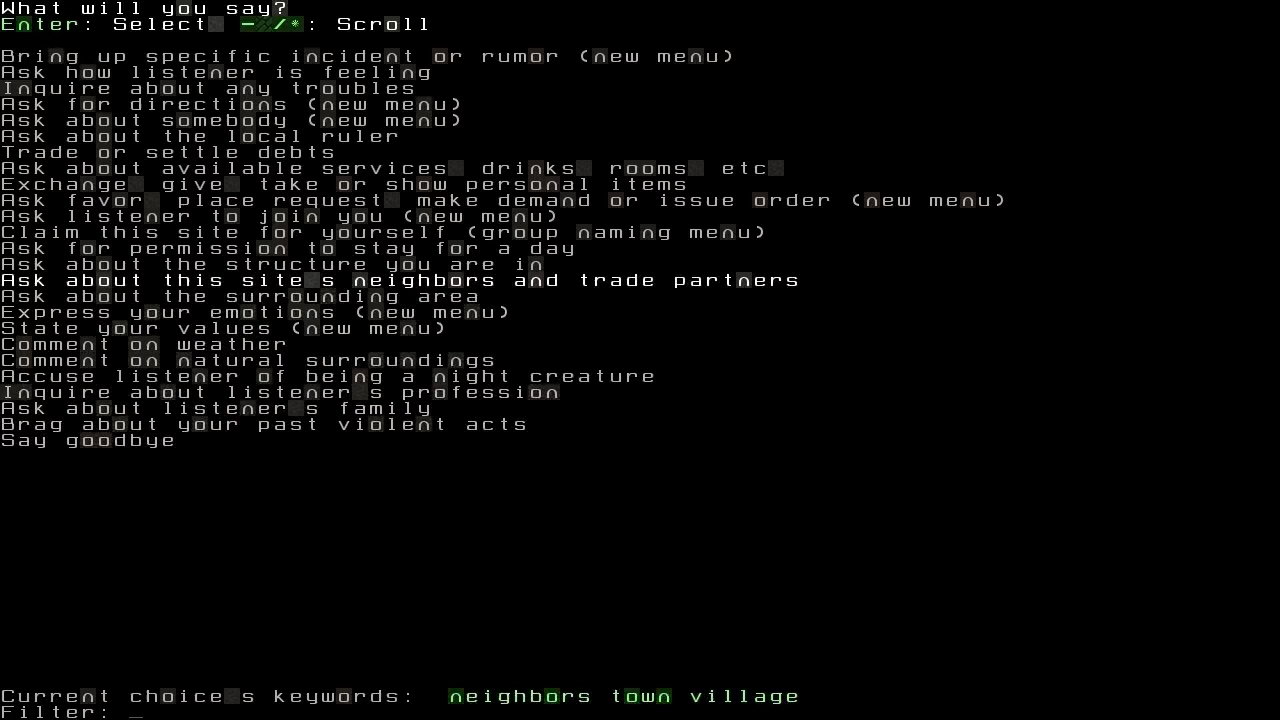 What will you say?
Enter: Select -/*: Scroll
Bring up specific incident or rumor (new menu)
Ask how listener is feeling
Inquire about any troubles
Ask for directions (new menu)
Ask about somebody (new menu)
Ask about the local ruler
Trade or settle debts
Ask about available services drinks rooms etc
Exchange give take or show personal items
Ask favor place request make demand or issue order (new menu)
Ask listener to join you (new menu)
Claim this site for yourself (group naming menu)
Ask for permission to stay for a day
Ask about the structure you are in
Ask about this site s neighbors and trade partners
Ask about the surrounding area
Express your emotions (new menu)
State your values (new menu)
Comment on weather
Comment on natural surroundings
Accuse listener of being a night creature
Inquire about listener s profession
Ask about listener s family
Brag about your past violent acts
Say goodbye
Current choice s keywords: neighbors town village
Filter: _